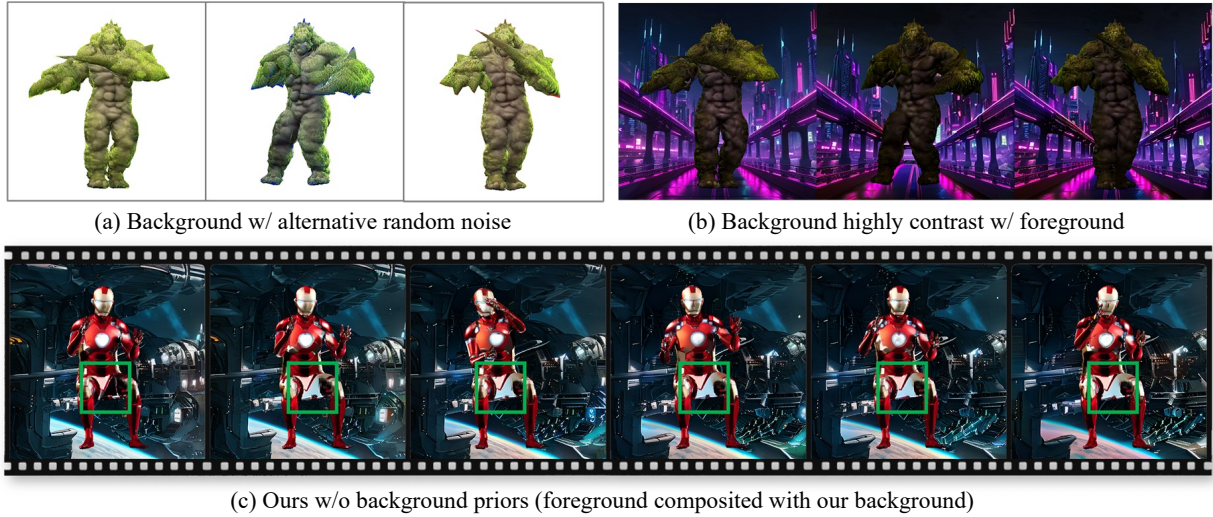 (a) Background w/ alternative random noise
(b) Background highly contrast w/ foreground
(c) Ours w/o background priors (foreground composited with our background)